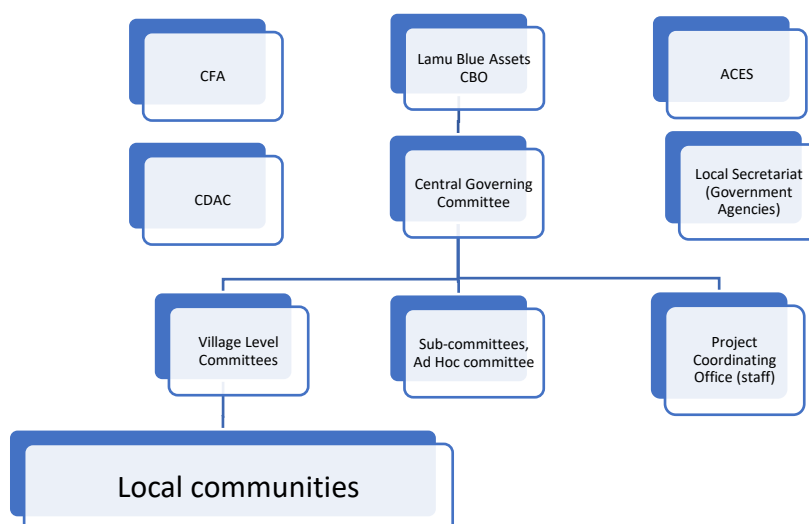 CFA
Lamu Blue Assets
CBO
ACES
CDAC
Central Governing
Committee
Local Secretariat
(Government
Agencies)
Village Level
Committees
Sub-committees,
Ad Hoc committee
Project
Coordinating
Office (staff)
Local communities